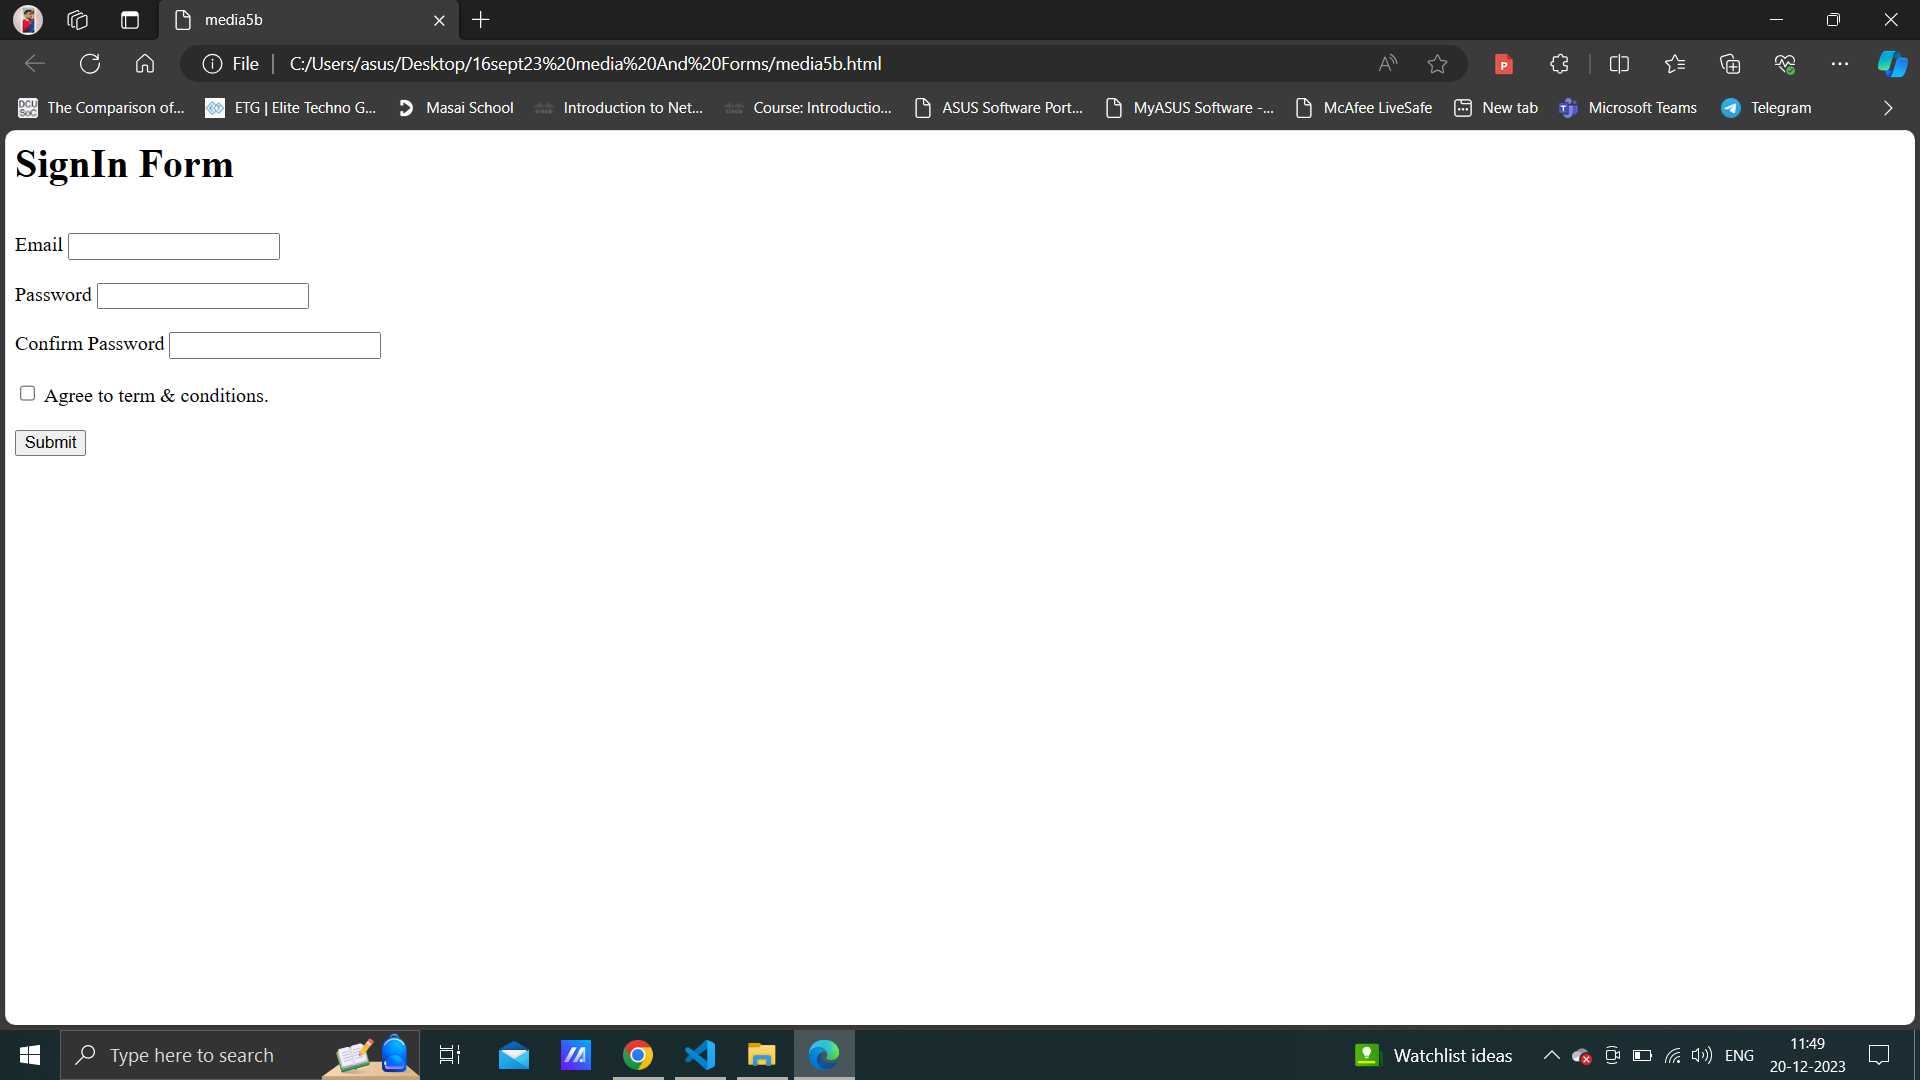 media5b
File
C:/Users/asus/Desktop/16sept23%20media%20And%20Forms/media5b.html
DCU SoC The Comparison of... ETG | Elite Techno G... Masai School Introduction to Net... Course: Introductio... ASUS Software Port... MyASUS Software -... McAfee LiveSafe New tab Microsoft Teams Telegram
SignIn Form
Email
Password
Confirm Password
Agree to term & conditions.
Submit
Type here to search
Watchlist ideas
ENG
11:49
20-12-2023